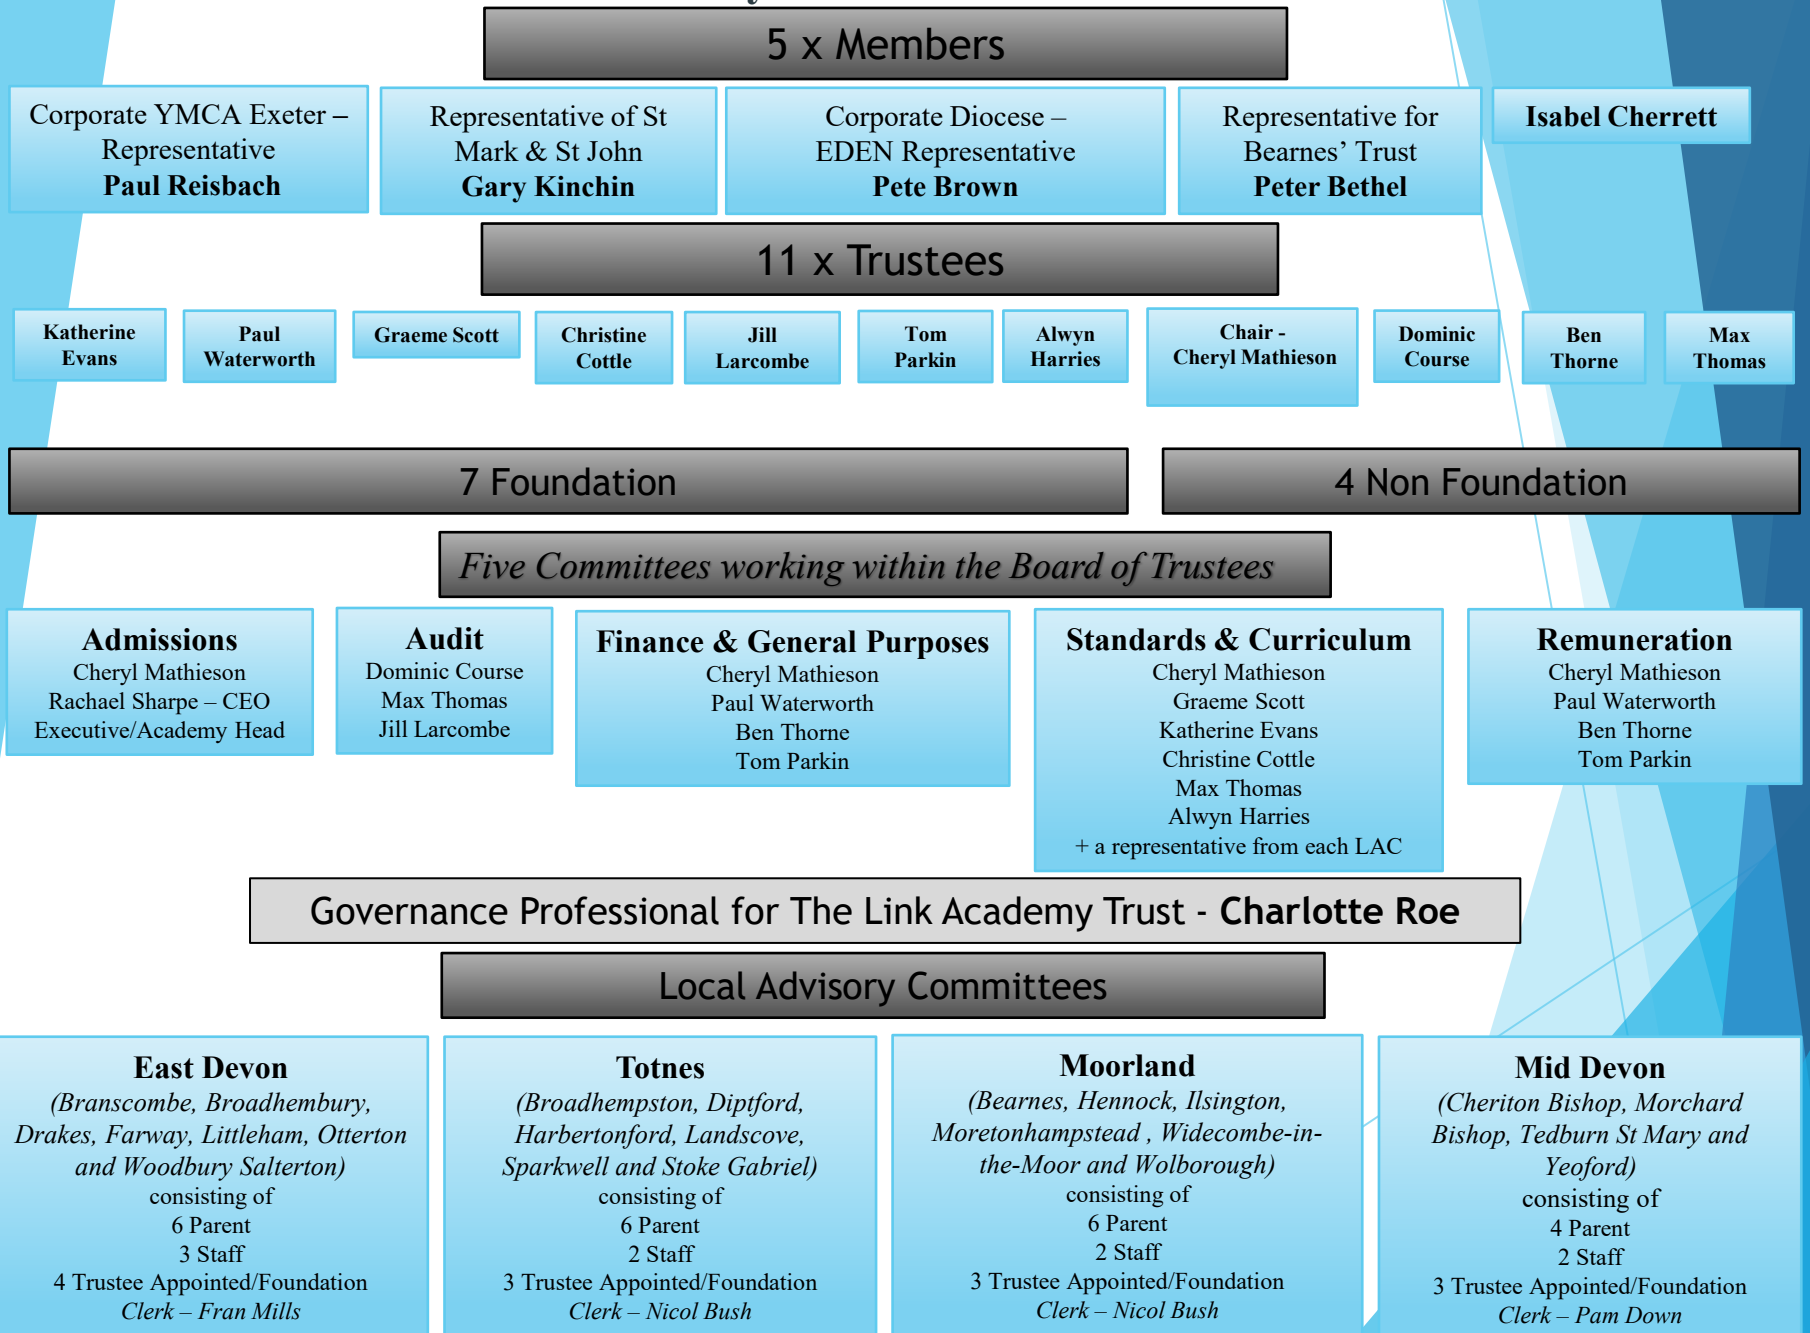 5 x Members
Corporate YMCA Exeter –
Representative
Paul Reisbach
Representative of St
Mark & St John
Gary Kinchin
Corporate Diocese –
EDEN Representative
Pete Brown
Representative for
Bearnes’ Trust
Peter Bethel
Isabel Cherrett
11 x Trustees
Katherine
Evans
Paul
Waterworth
Graeme Scott
Christine
Cottle
Jill
Larcombe
Tom
Parkin
Alwyn
Harries
Chair -
Cheryl Mathieson
Dominic
Course
Ben
Thorne
Max
Thomas
7 Foundation
4 Non Foundation
Five Committees working within the Board of Trustees
Admissions
Cheryl Mathieson
Rachael Sharpe – CEO
Executive/Academy Head
Audit
Dominic Course
Max Thomas
Jill Larcombe
Finance & General Purposes
Cheryl Mathieson
Paul Waterworth
Ben Thorne
Tom Parkin
Standards & Curriculum
Cheryl Mathieson
Graeme Scott
Katherine Evans
Christine Cottle
Max Thomas
Alwyn Harries
+ a representative from each LAC
Remuneration
Cheryl Mathieson
Paul Waterworth
Ben Thorne
Tom Parkin
Governance Professional for The Link Academy Trust - Charlotte Roe
Local Advisory Committees
East Devon
(Branscombe, Broadhembury,
Drakes, Farway, Littleham, Otterton
and Woodbury Salterton)
consisting of
6 Parent
3 Staff
4 Trustee Appointed/Foundation
Clerk – Fran Mills
Totnes
(Broadhempston, Diptford,
Harbertonford, Landscove,
Sparkwell and Stoke Gabriel)
consisting of
6 Parent
2 Staff
3 Trustee Appointed/Foundation
Clerk – Nicol Bush
Moorland
(Bearnes, Hennock, Ilsington,
Moretonhampstead , Widecombe-in-
the-Moor and Wolborough)
consisting of
6 Parent
2 Staff
3 Trustee Appointed/Foundation
Clerk – Nicol Bush
Mid Devon
(Cheriton Bishop, Morchard
Bishop, Tedburn St Mary and
Yeoford)
consisting of
4 Parent
2 Staff
3 Trustee Appointed/Foundation
Clerk – Pam Down